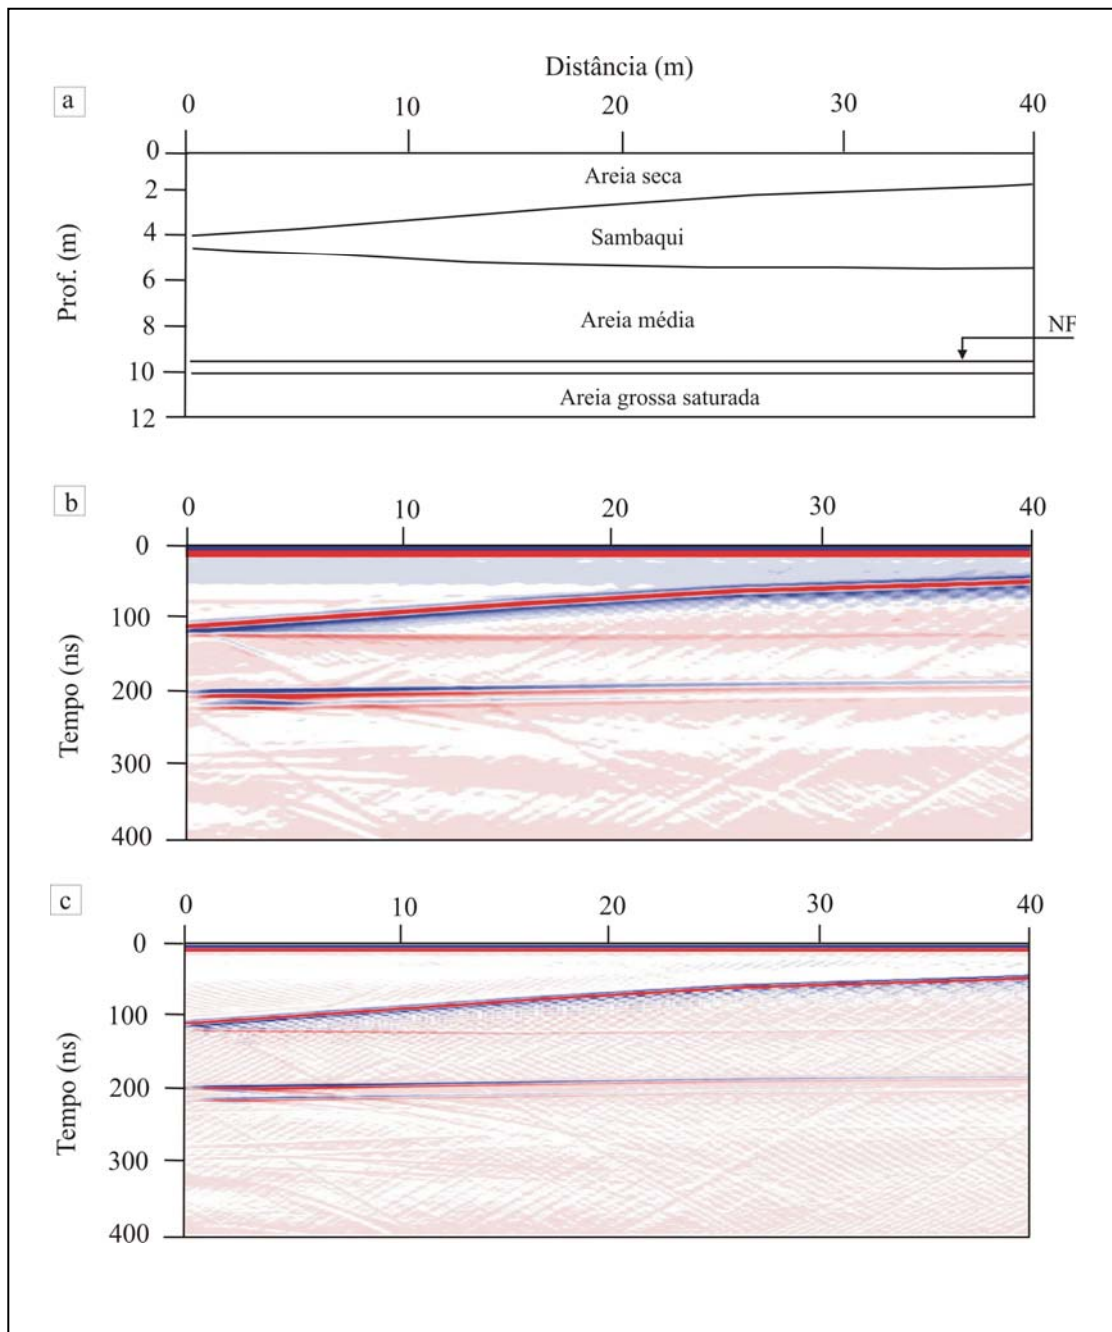 Distância (m)
a
0 10 20 30 40
Prof. (m)
0
2
4
6
8
10
12
Areia seca
Sambaqui
Areia média
NF
Areia grossa saturada
b
0 10 20 30 40
Tempo (ns)
0
100
200
300
400
c
0 10 20 30 40
Tempo (ns)
0
100
200
300
400